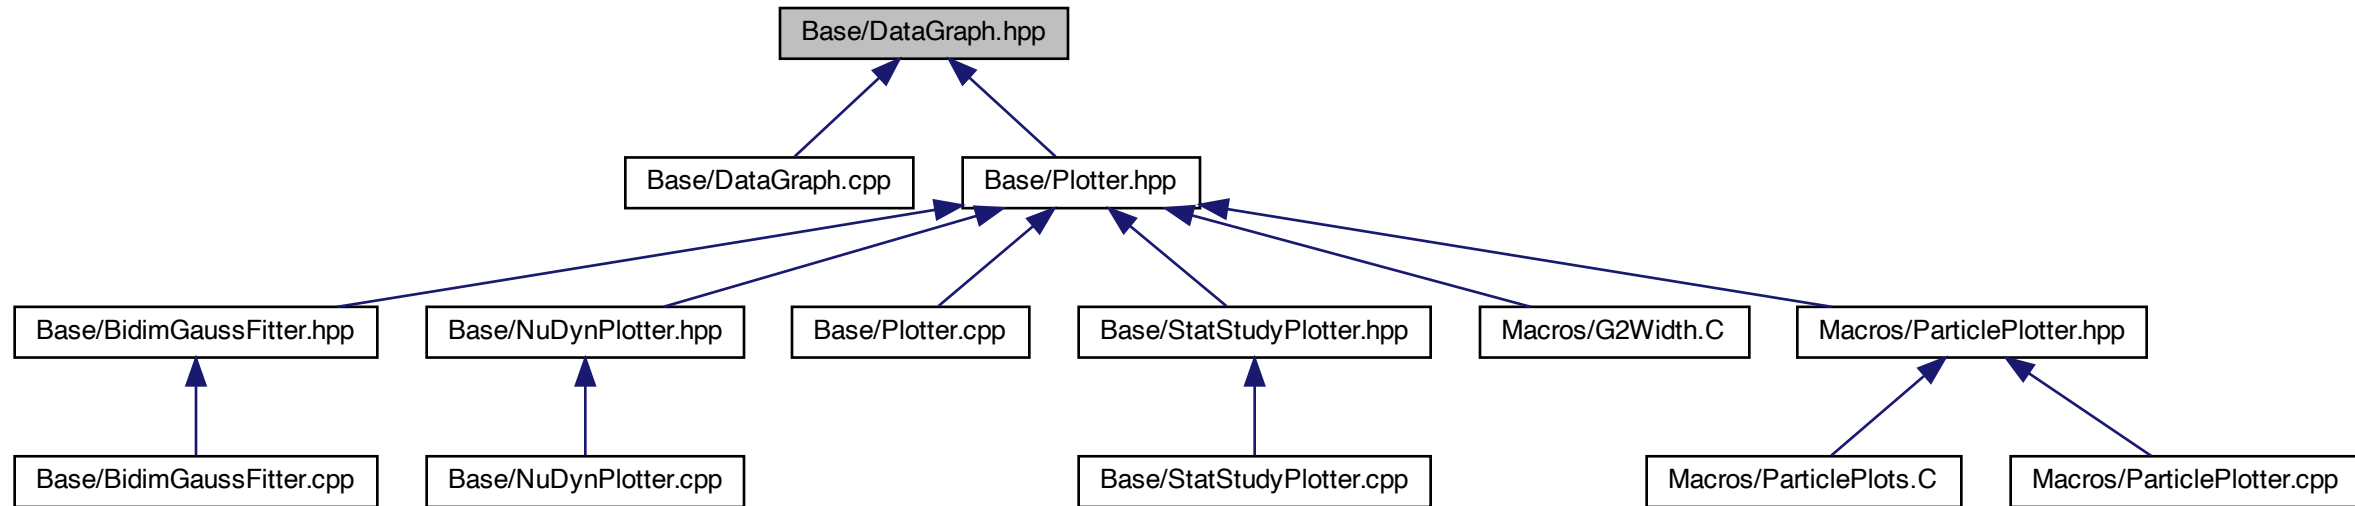 Base/DataGraph.hpp
Base/DataGraph.cpp
Base/Plotter.hpp
Base/BidimGaussFitter.hpp
Base/NuDynPlotter.hpp
Base/Plotter.cpp
Base/StatStudyPlotter.hpp
Macros/G2Width.C
Macros/ParticlePlotter.hpp
Base/BidimGaussFitter.cpp
Base/NuDynPlotter.cpp
Base/StatStudyPlotter.cpp
Macros/ParticlePlots.C
Macros/ParticlePlotter.cpp